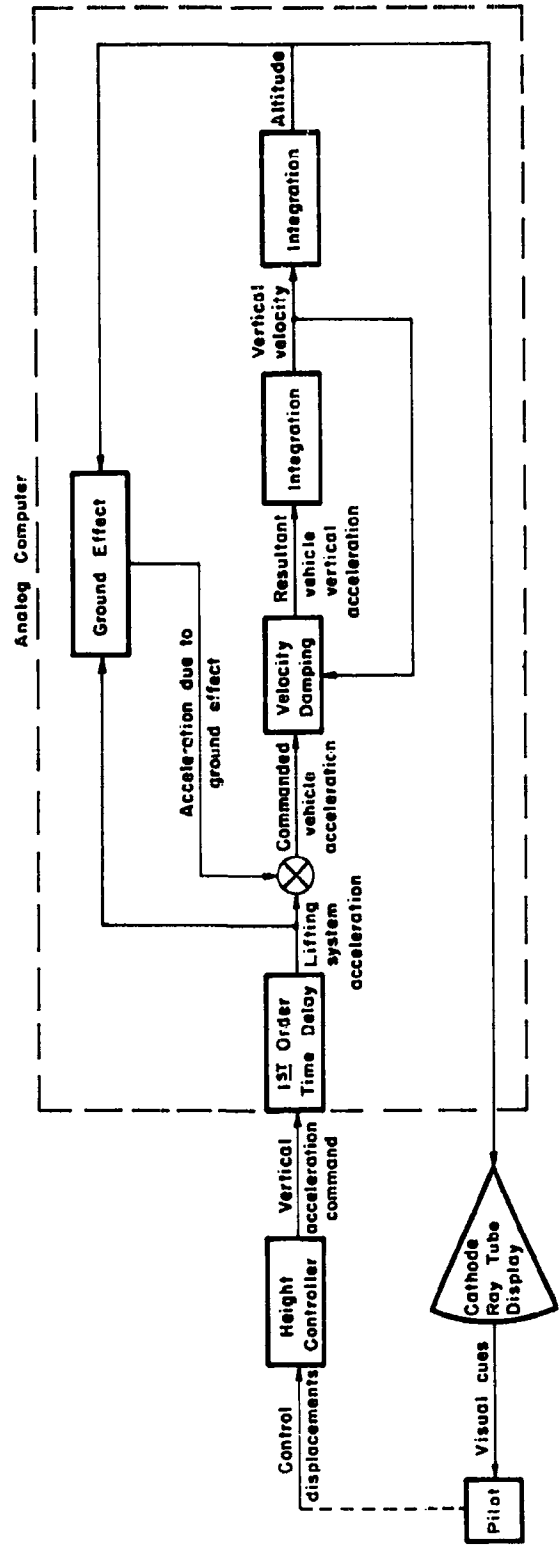 Analog Computer
Ground Effect
Acceleration due to
ground effect
Pilot
Control
displacements
Height
Controller
Vertical
acceleration
command
1ST Order
Time Delay
Lifting
system
acceleration
Commanded
vehicle
acceleration
Velocity
Damping
Resultant
vehicle
vertical
acceleration
Integration
Vertical
velocity
Integration
Altitude
Visual cues
Cathode
Ray Tube
Display